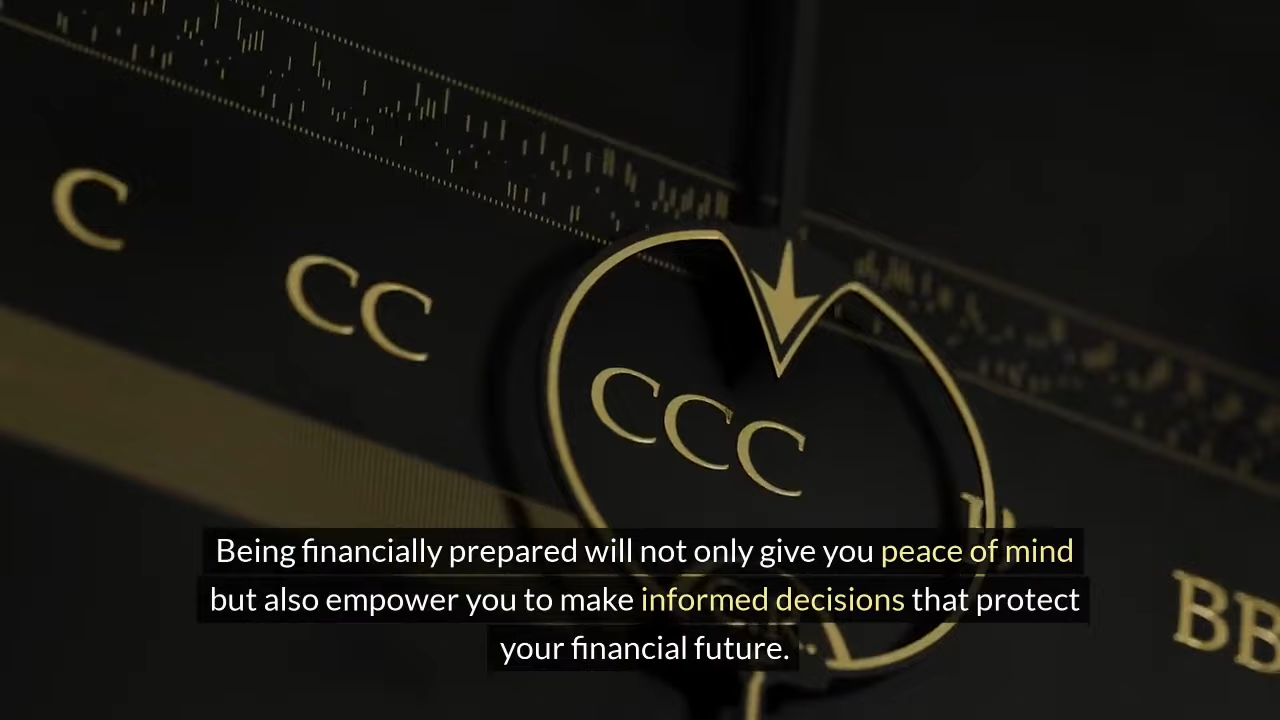 C
CC
CCC
B
BB
Being financially prepared will not only give you peace of mind
but also empower you to make informed decisions that protect
your financial future.